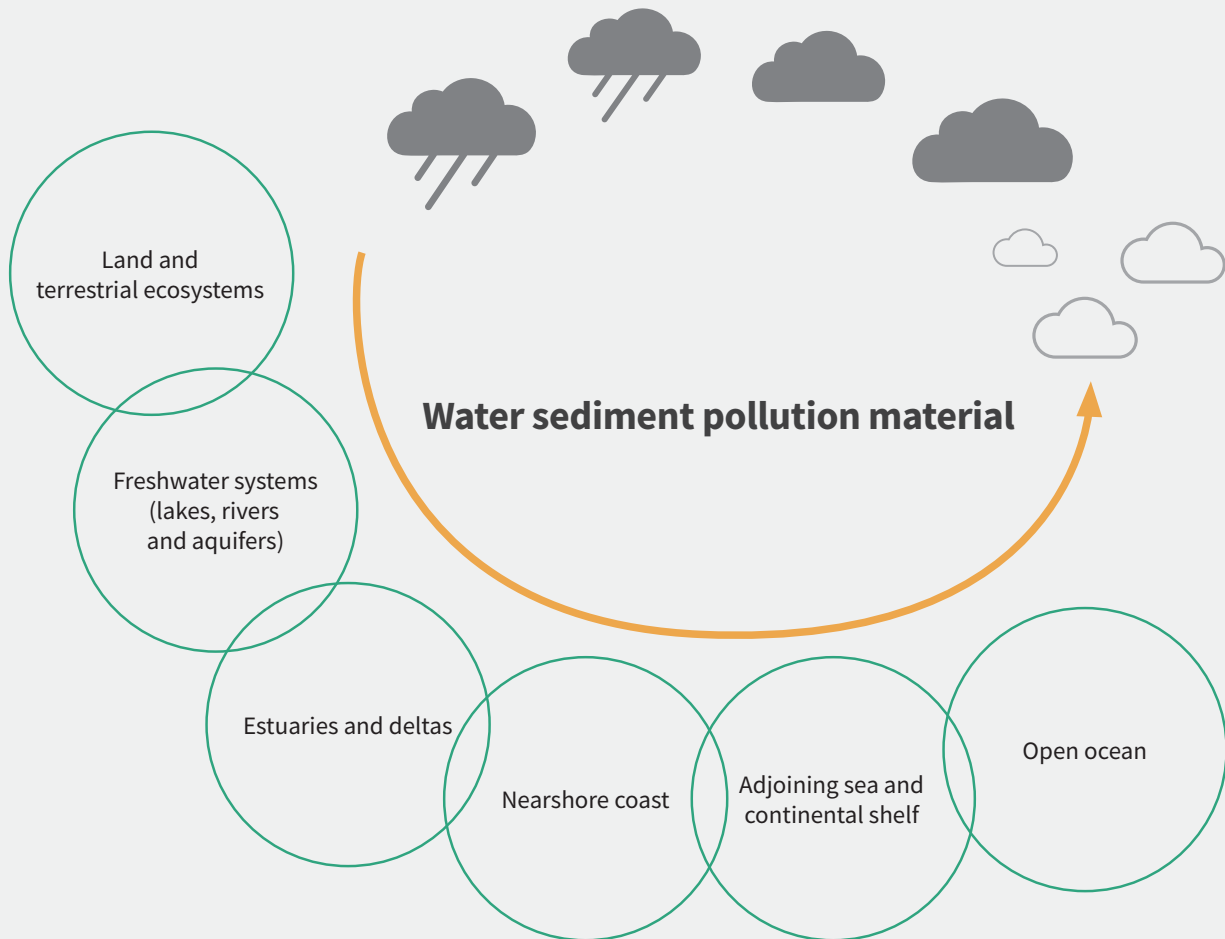 Land and
terrestrial ecosystems
Water sediment pollution material
Freshwater systems
(lakes, rivers
and aquifers)
Estuaries and deltas
Nearshore coast
Adjoining sea and
continental shelf
Open ocean